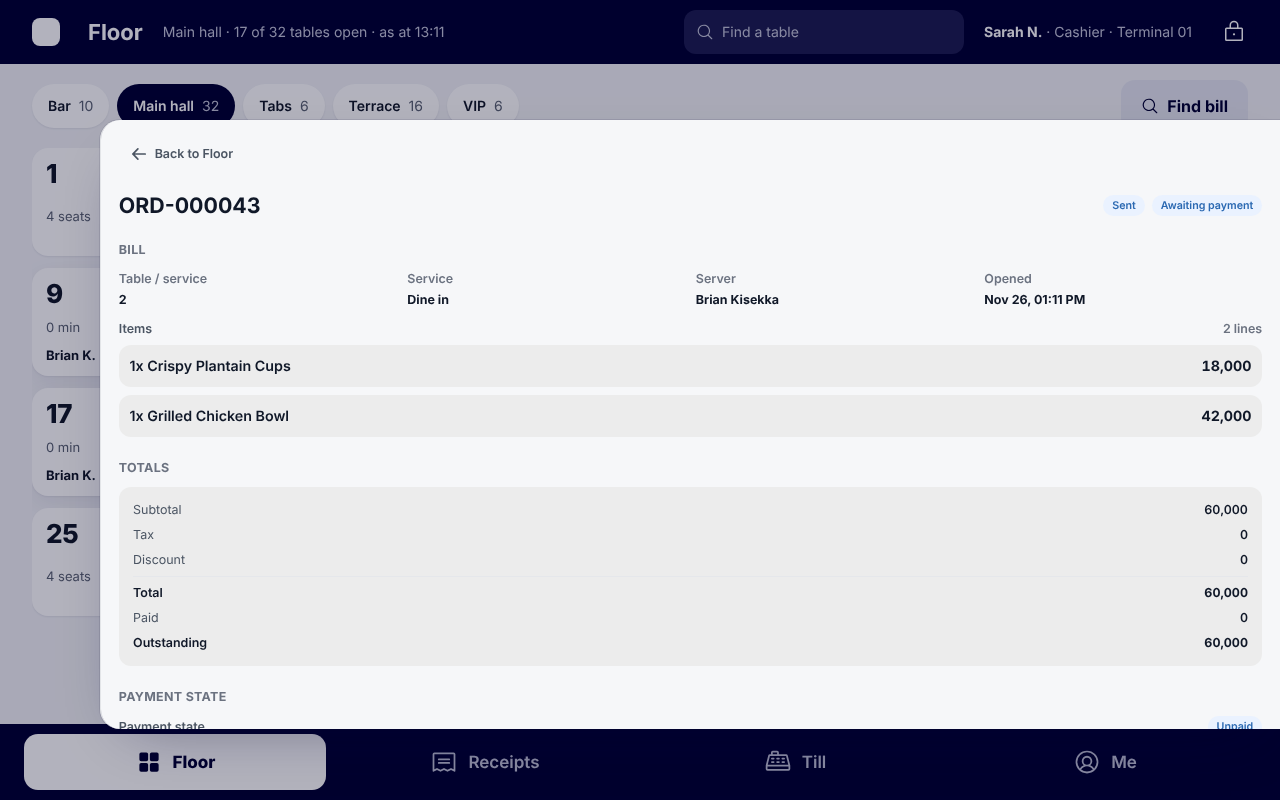 Floor
Main hall · 17 of 32 tables open · as at 13:11
Find a table
Sarah N. · Cashier · Terminal 01
Bar 10
Main hall 32
Tabs 6
Terrace 16
VIP 6
Find bill
1
4 seats
9
0 min
Brian K.
17
0 min
Brian K.
25
4 seats
Back to Floor
ORD-000043
Sent
Awaiting payment
BILL
Table / service
2
Service
Dine in
Server
Brian Kisekka
Opened
Nov 26, 01:11 PM
Items
2 lines
1x Crispy Plantain Cups 18,000
1x Grilled Chicken Bowl 42,000
TOTALS
Subtotal 60,000
Tax 0
Discount 0
Total 60,000
Paid 0
Outstanding 60,000
PAYMENT STATE
Payment state Unpaid
Floor
Receipts
Till
Me